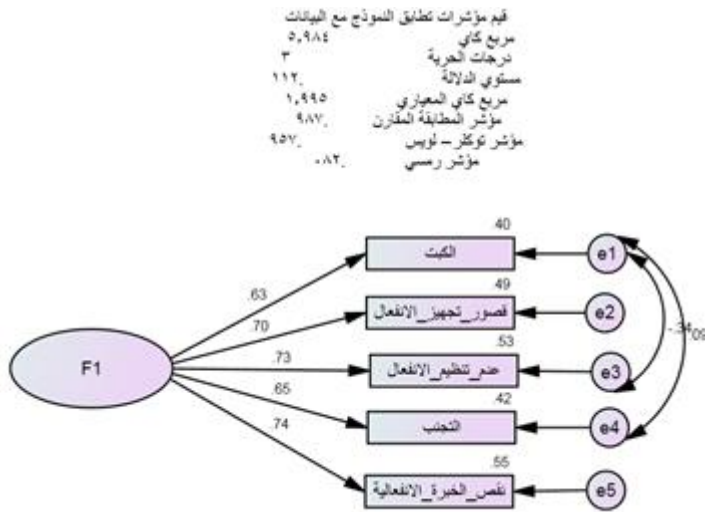 قيم مؤشرات تطابق النموذج مع البيانات
مربع كاي ٥,٩٨٤
درجات الحرية ٣
مستوي الدلالة .١١٢
مربع كاي المعياري ١,٩٩٥
مؤشر المطابقة المقارن .٩٨٧
مؤشر توكلر – لويس .٩٥٧
مؤشر رمسي .٠٨٢
.40
الكبت
e1
.63
.49
قصور_تجهيز_الانفعال
e2
.70
F1
.53
عدم_تنظيم_الانفعال
e3
.73
-.34
.09
.42
التجنب
e4
.65
.55
نقص_الخبرة_الانفعالية
e5
.74